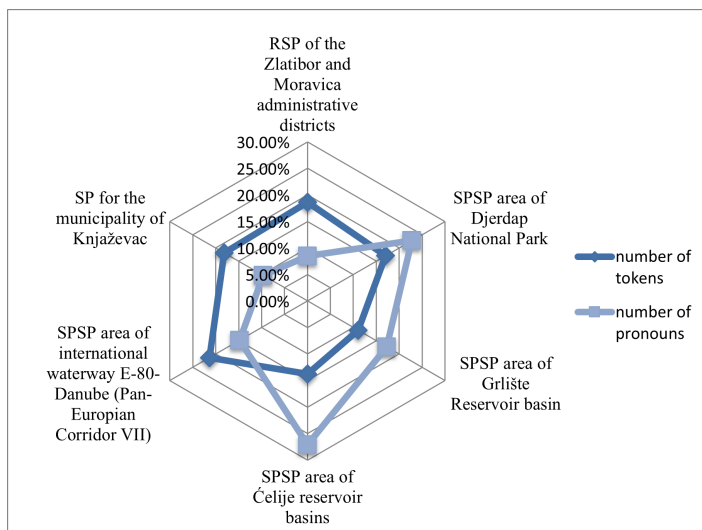 RSP of the
Zlatibor and
Moravica
administrative
districts
30.00%
25.00%
20.00%
15.00%
10.00%
5.00%
0.00%
SPSP area of
Djerdap
National Park
SPSP area of
Grlište
Reservoir basin
SPSP area of
Ćelije reservoir
basins
SPSP area of
international
waterway E-80-
Danube (Pan-
Europian
Corridor VII)
SP for the
municipality of
Knjaževac
number of
tokens
number of
pronouns